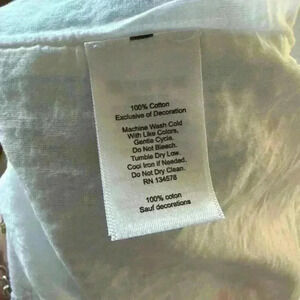 100% Cotton
Exclusive of Decoration
Machine Wash Cold
With Like Colors,
Gentle Cycle.
Do Not Bleach.
Tumble Dry Low.
Cool Iron if Needed.
Do Not Dry Clean.
RN 134578
100% coton
Sauf decorations